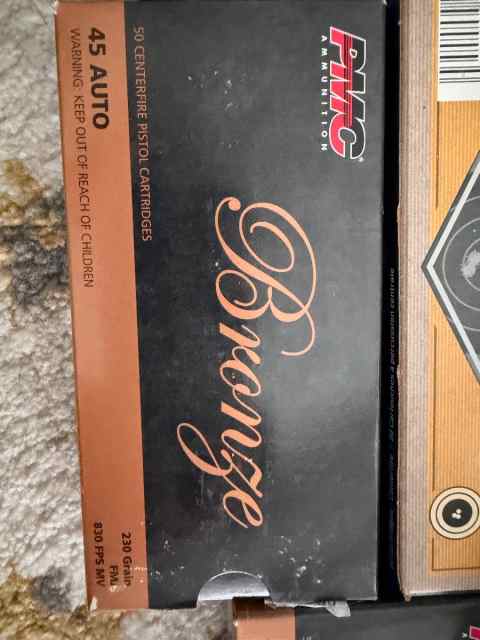 PMC
AMMUNITION
Bronze
50 CENTERFIRE PISTOL CARTRIDGES
45 AUTO
WARNING: KEEP OUT OF REACH OF CHILDREN
230 Grain
830 FPS MV